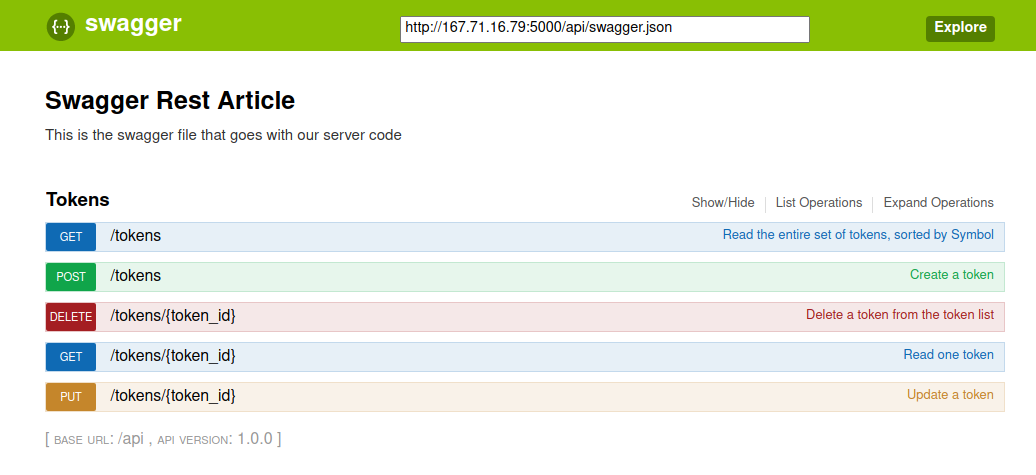 {··}
swagger
http://167.71.16.79:5000/api/swagger.json
Explore
Swagger Rest Article
This is the swagger file that goes with our server code
Tokens
Show/Hide
List Operations
Expand Operations
GET /tokens Read the entire set of tokens, sorted by Symbol
POST /tokens Create a token
DELETE /tokens/{token_id} Delete a token from the token list
GET /tokens/{token_id} Read one token
PUT /tokens/{token_id} Update a token
[ BASE URL: /api , API VERSION: 1.0.0 ]